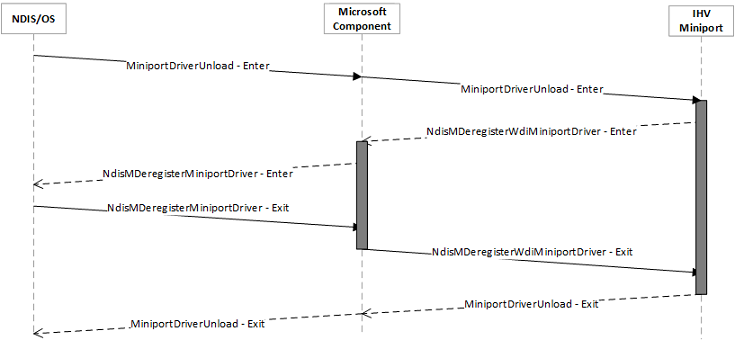 NDIS/OS
Microsoft
Component
IHV
Miniport
MiniportDriverUnload - Enter
MiniportDriverUnload - Enter
NdisMDeregisterWdiMiniportDriver - Enter
NdisMDeregisterMiniportDriver - Enter
NdisMDeregisterMiniportDriver - Exit
NdisMDeregisterWdiMiniportDriver - Exit
MiniportDriverUnload - Exit
MiniportDriverUnload - Exit